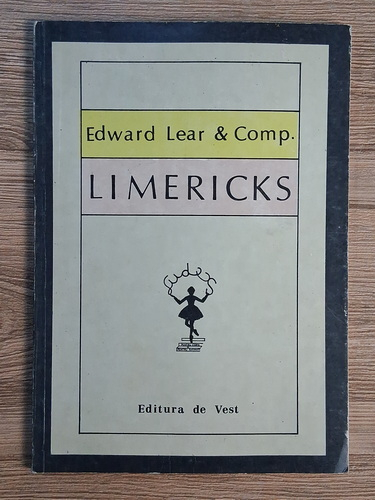 Edward Lear & Comp.
LIMERICKS
Editura de Vest